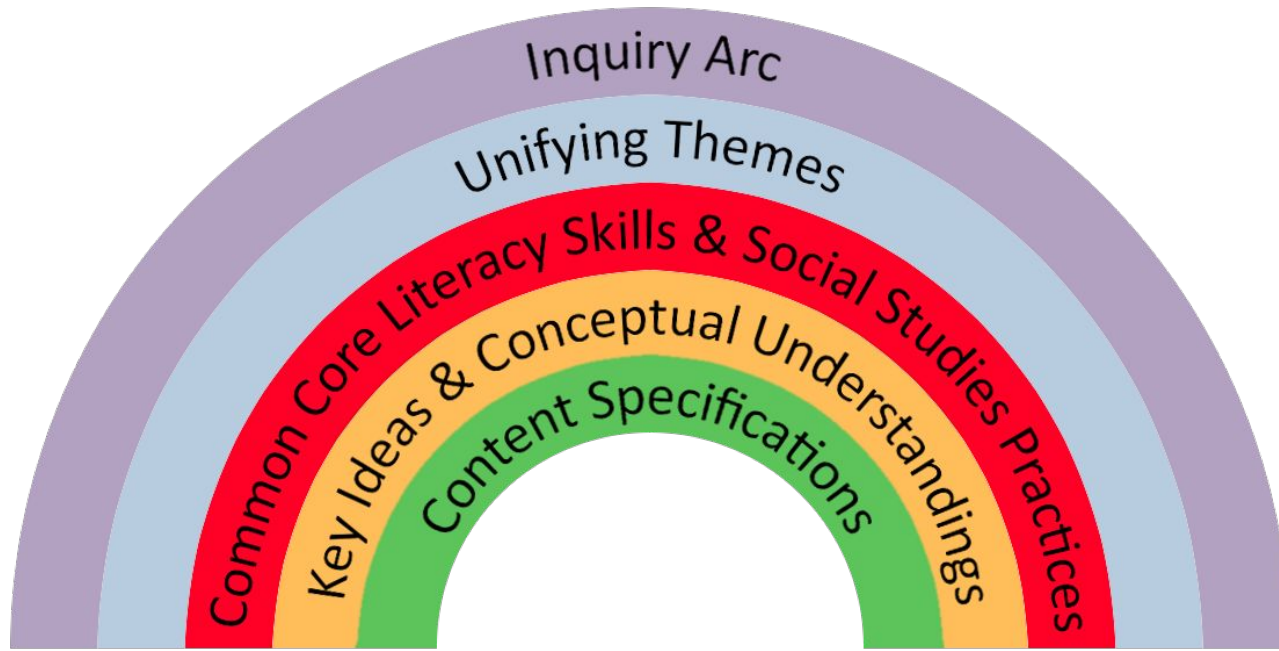 Inquiry Arc
Unifying Themes
Common Core Literacy Skills & Social Studies Practices
Key Ideas & Conceptual Understandings
Content Specifications